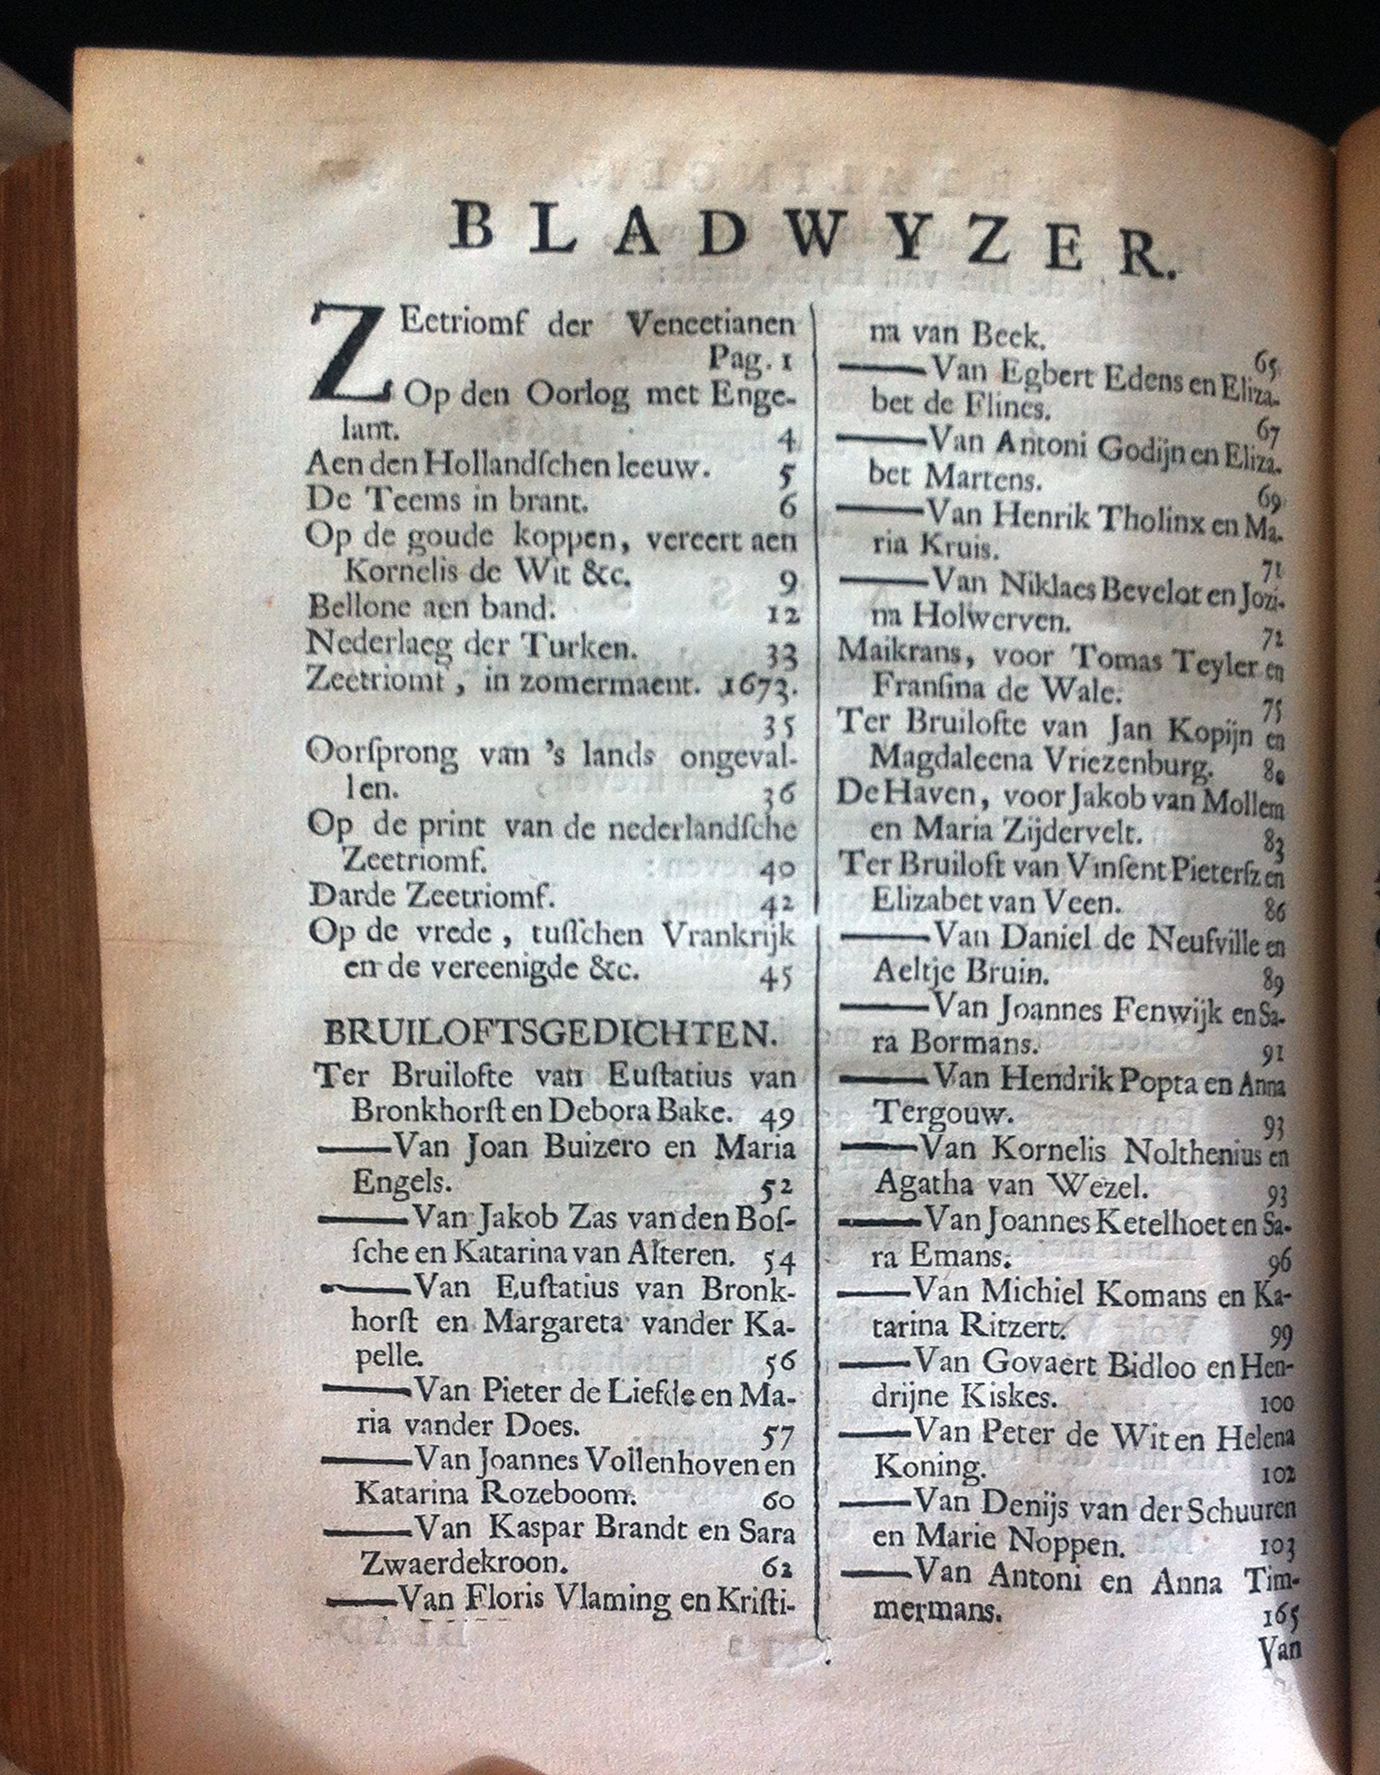 BLADWYZER.
ZEetriomf der Veneetianen
Pag. 1
Op den Oorlog met Enge-
lant. 4
Aen den Hollandſchen leeuw. 5
De Teems in brant. 6
Op de goude koppen, vereert aen
Kornelis de Wit &c. 9
Bellone aen band. 12
Nederlaeg der Turken. 33
Zeetriomf, in zomermaent. 1673.
35
Oorſprong van 's lands ongeval-
len. 36
Op de print van de nederlandſche
Zeetriomf. 40
Darde Zeetriomf. 42
Op de vrede, tuſſchen Vrankrijk
en de vereenigde &c. 45
BRUILOFTSGEDICHTEN.
Ter Bruilofte van Euſtatius van
Bronkhorſt en Debora Bake. 49
——Van Joan Buizero en Maria
Engels. 52
——Van Jakob Zas van den Boſ-
ſche en Katarina van Alteren. 54
——Van Euſtatius van Bronk-
horſt en Margareta vander Ka-
pelle. 56
——Van Pieter de Liefde en Ma-
ria vander Does. 57
——Van Joannes Vollenhoven en
Katarina Rozeboom. 60
——Van Kaspar Brandt en Sara
Zwaerdekroon. 62
——Van Floris Vlaming en Kriſti-
na van Beek. 65
——Van Egbert Edens en Eliza-
bet de Flines. 67
——Van Antoni Godijn en Eliza-
bet Martens. 69
——Van Henrik Tholinx en Ma-
ria Kruis. 71
——Van Niklaes Bevelot en Jozi-
na Holwerven. 72
Maikrans, voor Tomas Teyler en
Franſina de Wale. 75
Ter Bruilofte van Jan Kopijn en
Magdaleena Vriezenburg. 80
De Haven, voor Jakob van Mollem
en Maria Zijdervelt. 83
Ter Bruiloft van Vinſent Pieterſz en
Elizabet van Veen. 86
——Van Daniel de Neufville en
Aeltje Bruin. 89
——Van Joannes Fenwijk en Sa-
ra Bormans. 91
——Van Hendrik Popta en Anna
Tergouw. 93
——Van Kornelis Nolthenius en
Agatha van Wezel. 93
——Van Joannes Ketelhoet en Sa-
ra Emans. 96
——Van Michiel Komans en Ka-
tarina Ritzert. 99
——Van Govaert Bidloo en Hen-
drijne Kiskes. 100
——Van Peter de Wit en Helena
Koning. 102
——Van Denijs van der Schuuren
en Marie Noppen. 103
——Van Antoni en Anna Tim-
mermans. 165
Van